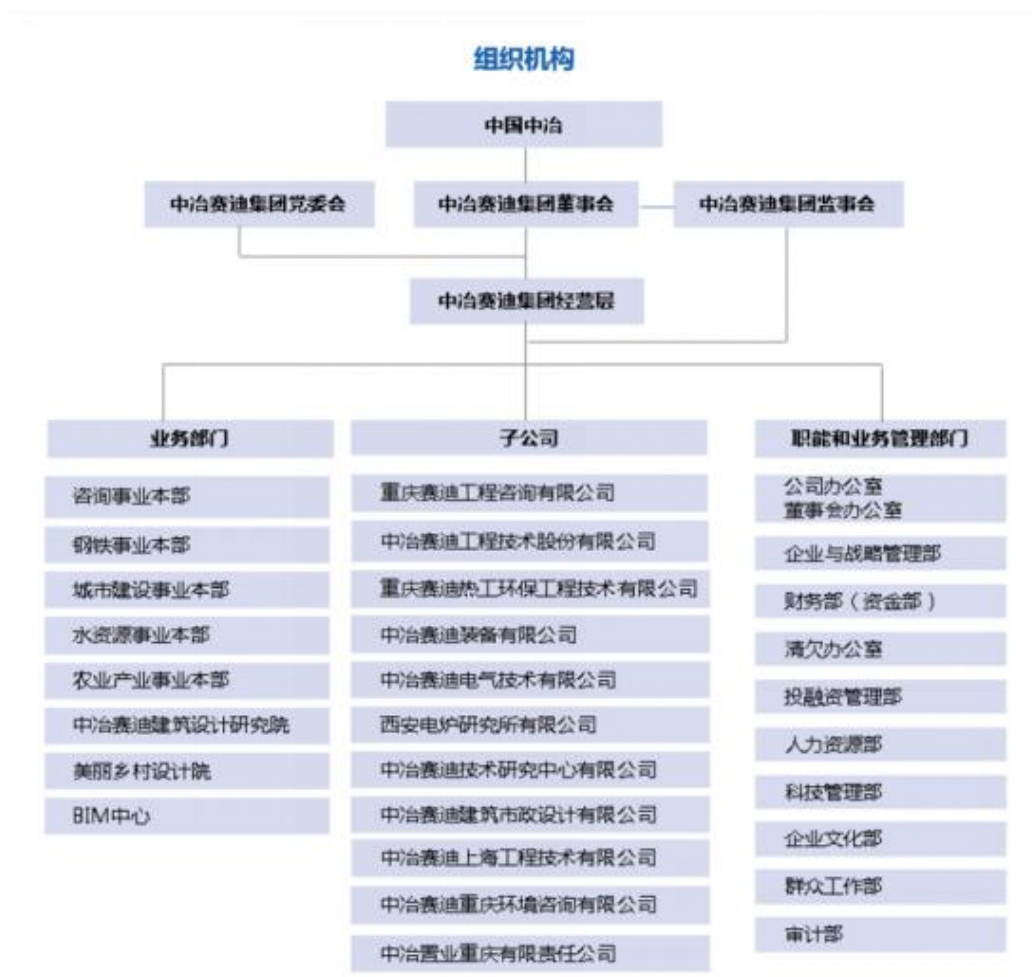 组织机构
中国中冶
中冶赛迪集团党委会
中冶赛迪集团董事会
中冶赛迪集团监事会
中冶赛迪集团经营层
业务部门
咨询事业本部
钢铁事业本部
城市建设事业本部
水资源事业本部
农业产业事业本部
中冶赛迪建筑设计研究院
美丽乡村设计院
BIM中心
子公司
重庆赛迪工程咨询有限公司
中冶赛迪工程技术股份有限公司
重庆赛迪热工环保工程技术有限公司
中冶赛迪装备有限公司
中冶赛迪电气技术有限公司
西安电炉研究所有限公司
中冶赛迪技术研究中心有限公司
中冶赛迪建筑市政设计有限公司
中冶赛迪上海工程技术有限公司
中冶赛迪重庆环境咨询有限公司
中冶置业重庆有限责任公司
职能和业务管理部门
公司办公室
董事会办公室
企业与战略管理部
财务部（资金部）
清欠办公室
投融资管理部
人力资源部
科技管理部
企业文化部
群众工作部
审计部